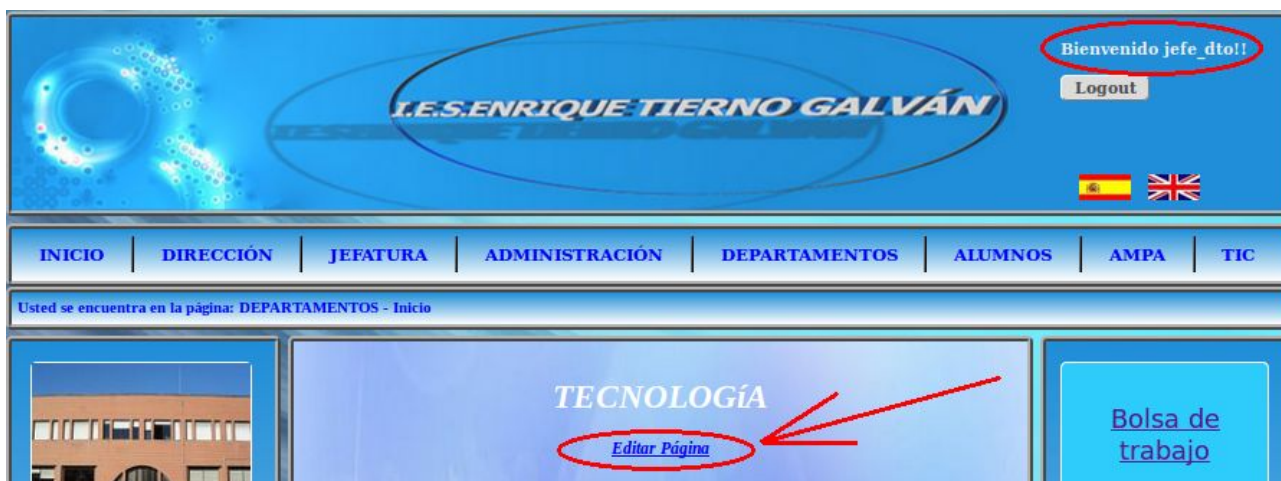 Bienvenido jefe_dto!!
Logout
I.E.S.ENRIQUE TIERNO GALVÁN
INICIO DIRECCIÓN JEFATURA ADMINISTRACIÓN DEPARTAMENTOS ALUMNOS AMPA TIC
Usted se encuentra en la página: DEPARTAMENTOS - Inicio
TECNOLOGíA
Editar Página
Bolsa de
trabajo